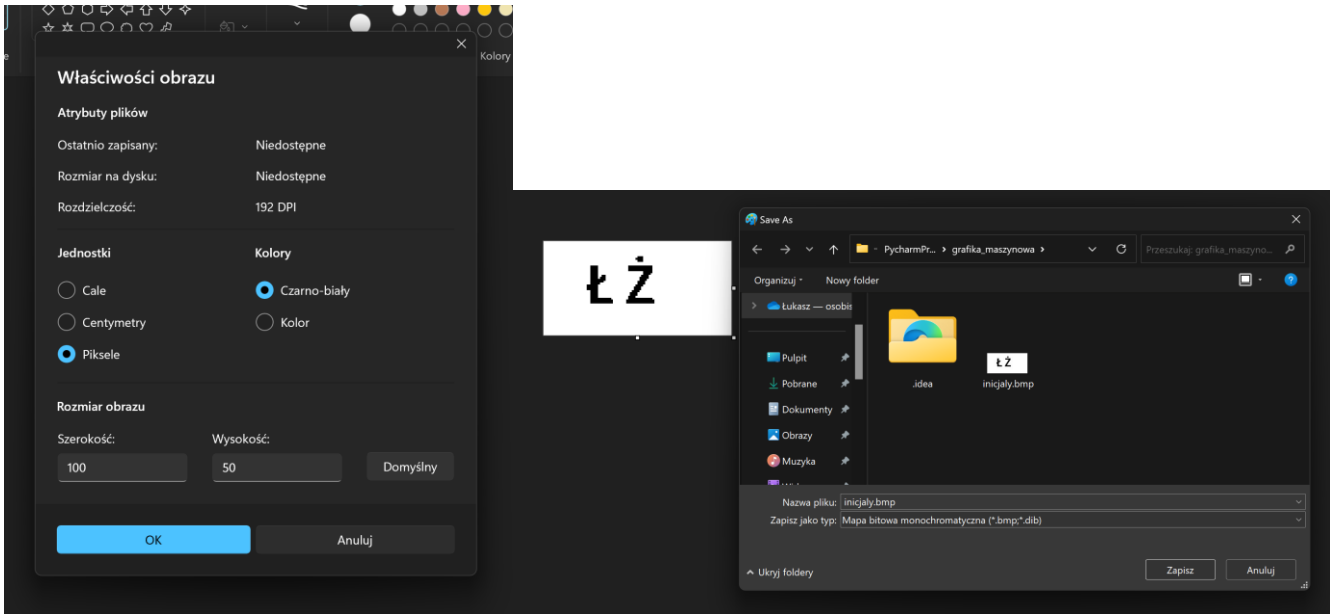 Kolory
Właściwości obrazu
Atrybuty plików
Ostatnio zapisany: Niedostępne
Rozmiar na dysku: Niedostępne
Rozdzielczość: 192 DPI
Jednostki Kolory
Cale Czarno-biały
Centymetry Kolor
Piksele
Rozmiar obrazu
Szerokość: Wysokość:
100 50 Domyślny
OK Anuluj
Ł Ż
Save As
PycharmPr... › grafika_maszynowa › Przeszukaj: grafika_maszyno...
Organizuj Nowy folder
Łukasz — osobis
Pulpit
Pobrane
Dokumenty
Obrazy
Muzyka
Ł Ż
.idea inicjaly.bmp
Nazwa pliku: inicjaly.bmp
Zapisz jako typ: Mapa bitowa monochromatyczna (*.bmp;*.dib)
Ukryj foldery Zapisz Anuluj